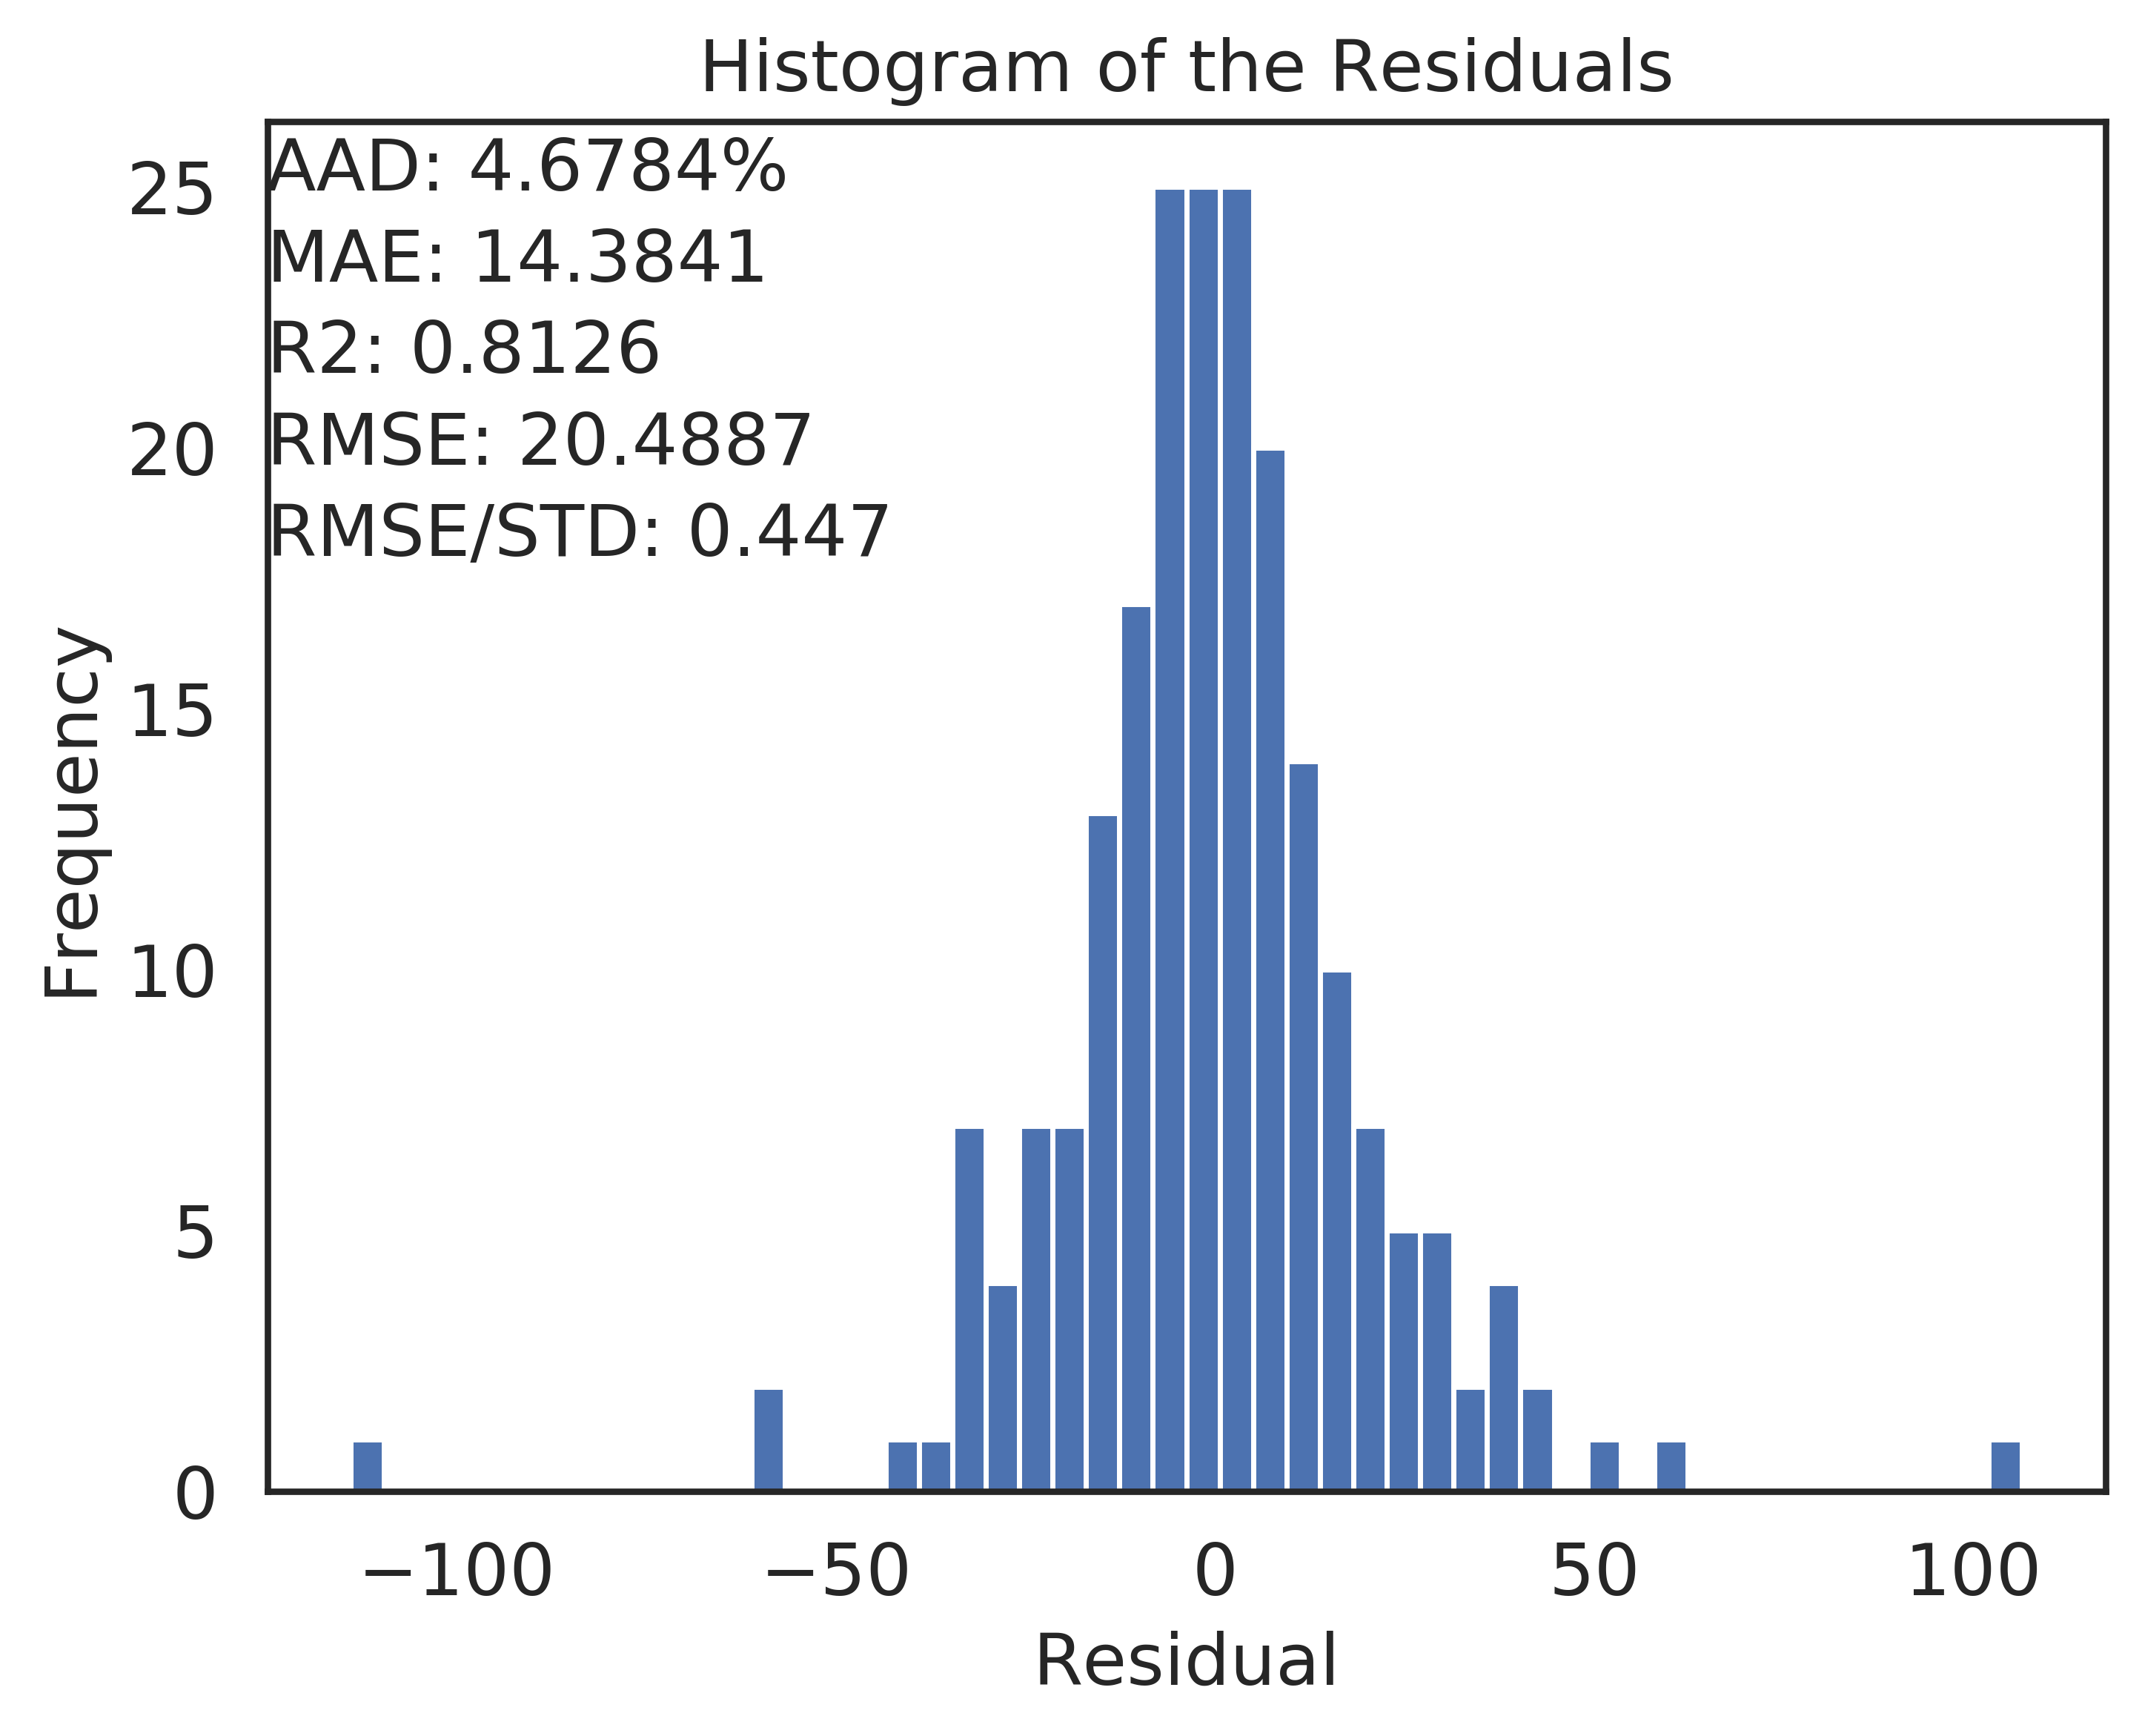 Histogram of the Residuals
AAD: 4.6784%
MAE: 14.3841
R2: 0.8126
RMSE: 20.4887
RMSE/STD: 0.447
Frequency
25
20
15
10
5
0
−100 −50 0 50 100
Residual